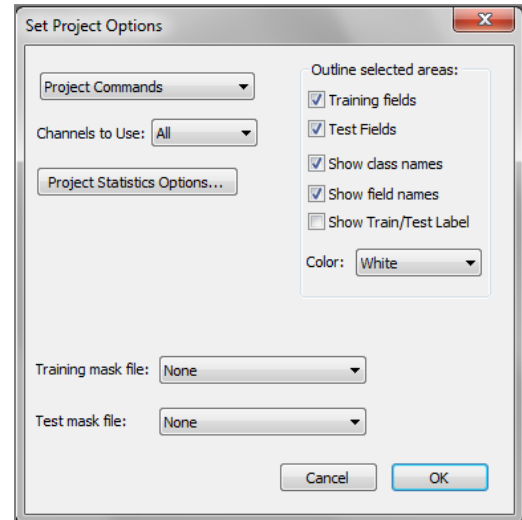 Set Project Options
Project Commands
Channels to Use: All
Project Statistics Options...
Outline selected areas:
Training fields
Test Fields
Show class names
Show field names
Show Train/Test Label
Color: White
Training mask file: None
Test mask file: None
Cancel OK